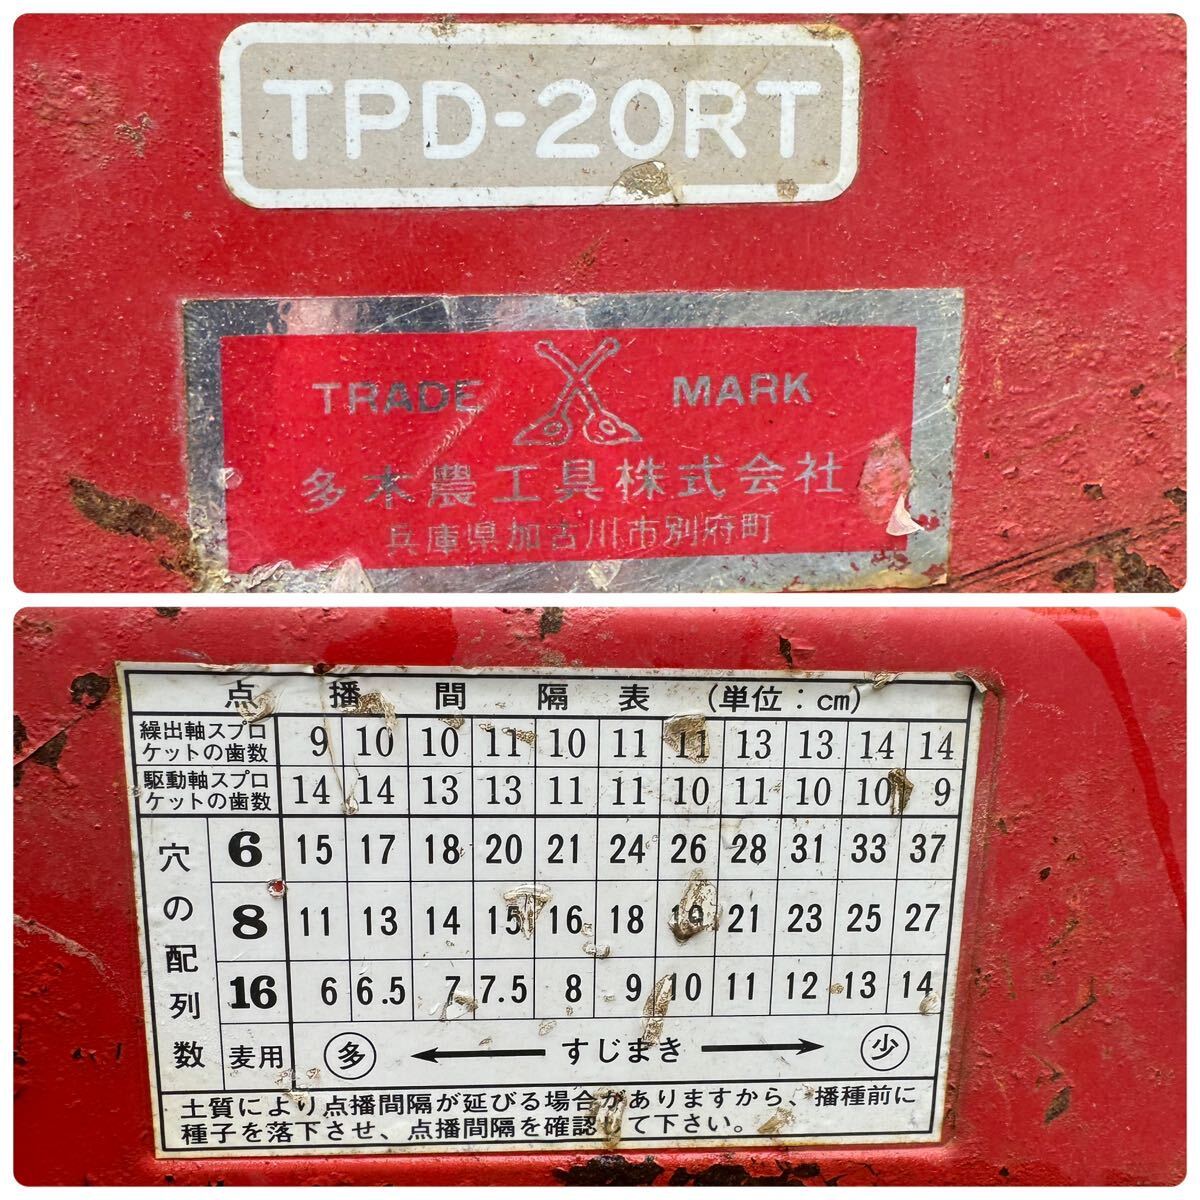 TPD-20RT
TRADE MARK
多木農工具株式会社
兵庫県加古川市別府町
点播間隔表 (単位:cm)
繰出軸スプロ
ケットの歯数 9 10 10 11 10 11 11 13 13 14 14
駆動軸スプロ
ケットの歯数 14 14 13 13 11 11 10 11 10 10 9
穴の配列数
6 15 17 18 20 21 24 26 28 31 33 37
8 11 13 14 15 16 18 19 21 23 25 27
16 6 6.5 7 7.5 8 9 10 11 12 13 14
麦用 多 ← すじまき → 少
土質により点播間隔が延びる場合がありますから、播種前に
種子を落下させ、点播間隔を確認して下さい。